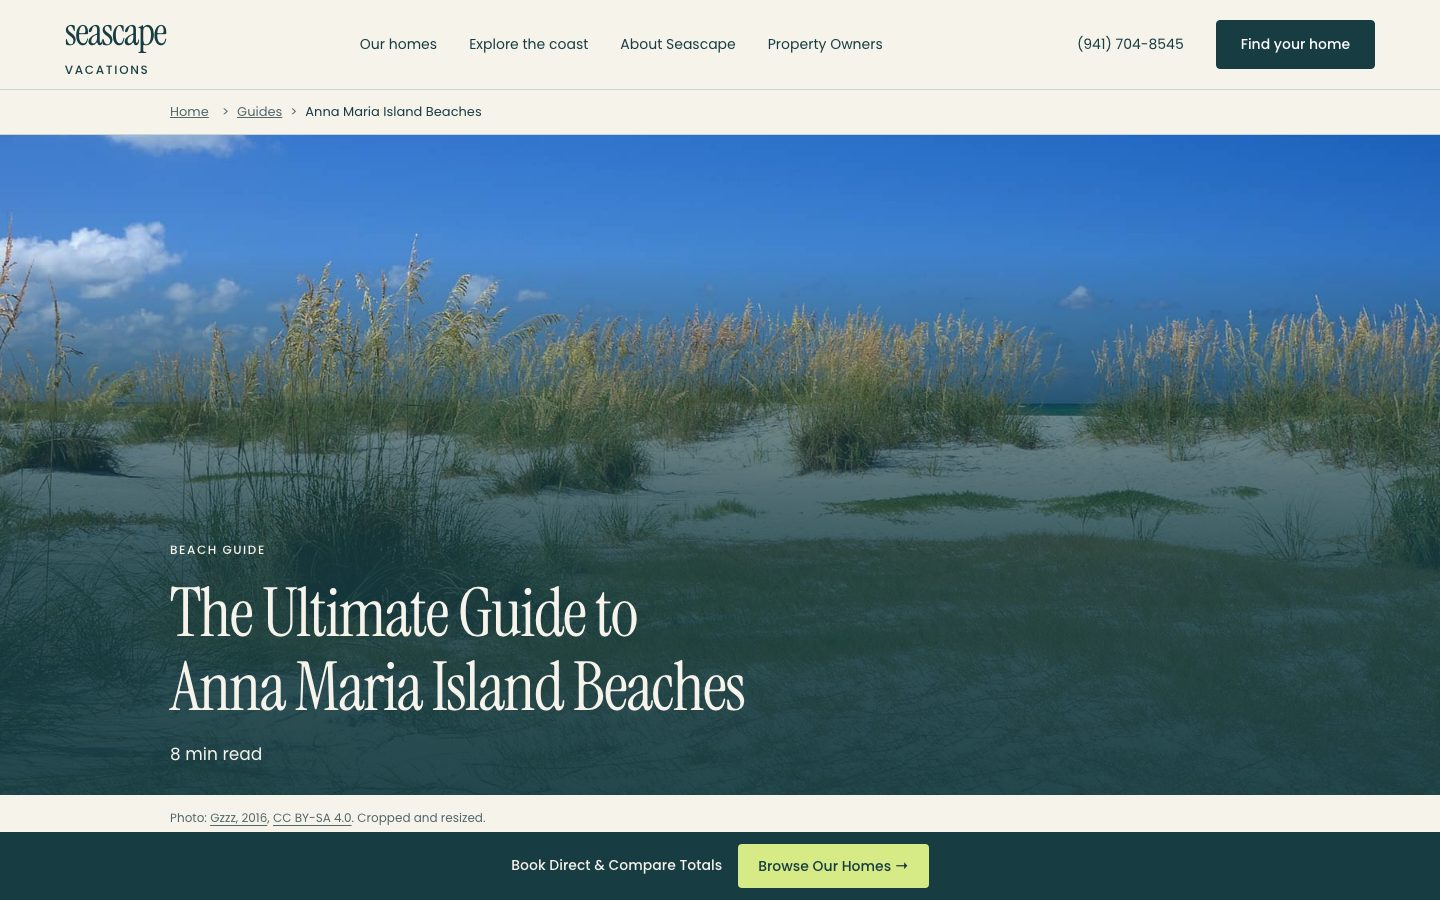 seascape
VACATIONS
Our homes
Explore the coast
About Seascape
Property Owners
(941) 704-8545
Find your home
Home > Guides > Anna Maria Island Beaches
BEACH GUIDE
The Ultimate Guide to
Anna Maria Island Beaches
8 min read
Photo: Gzzz, 2016, CC BY-SA 4.0. Cropped and resized.
Book Direct & Compare Totals
Browse Our Homes →